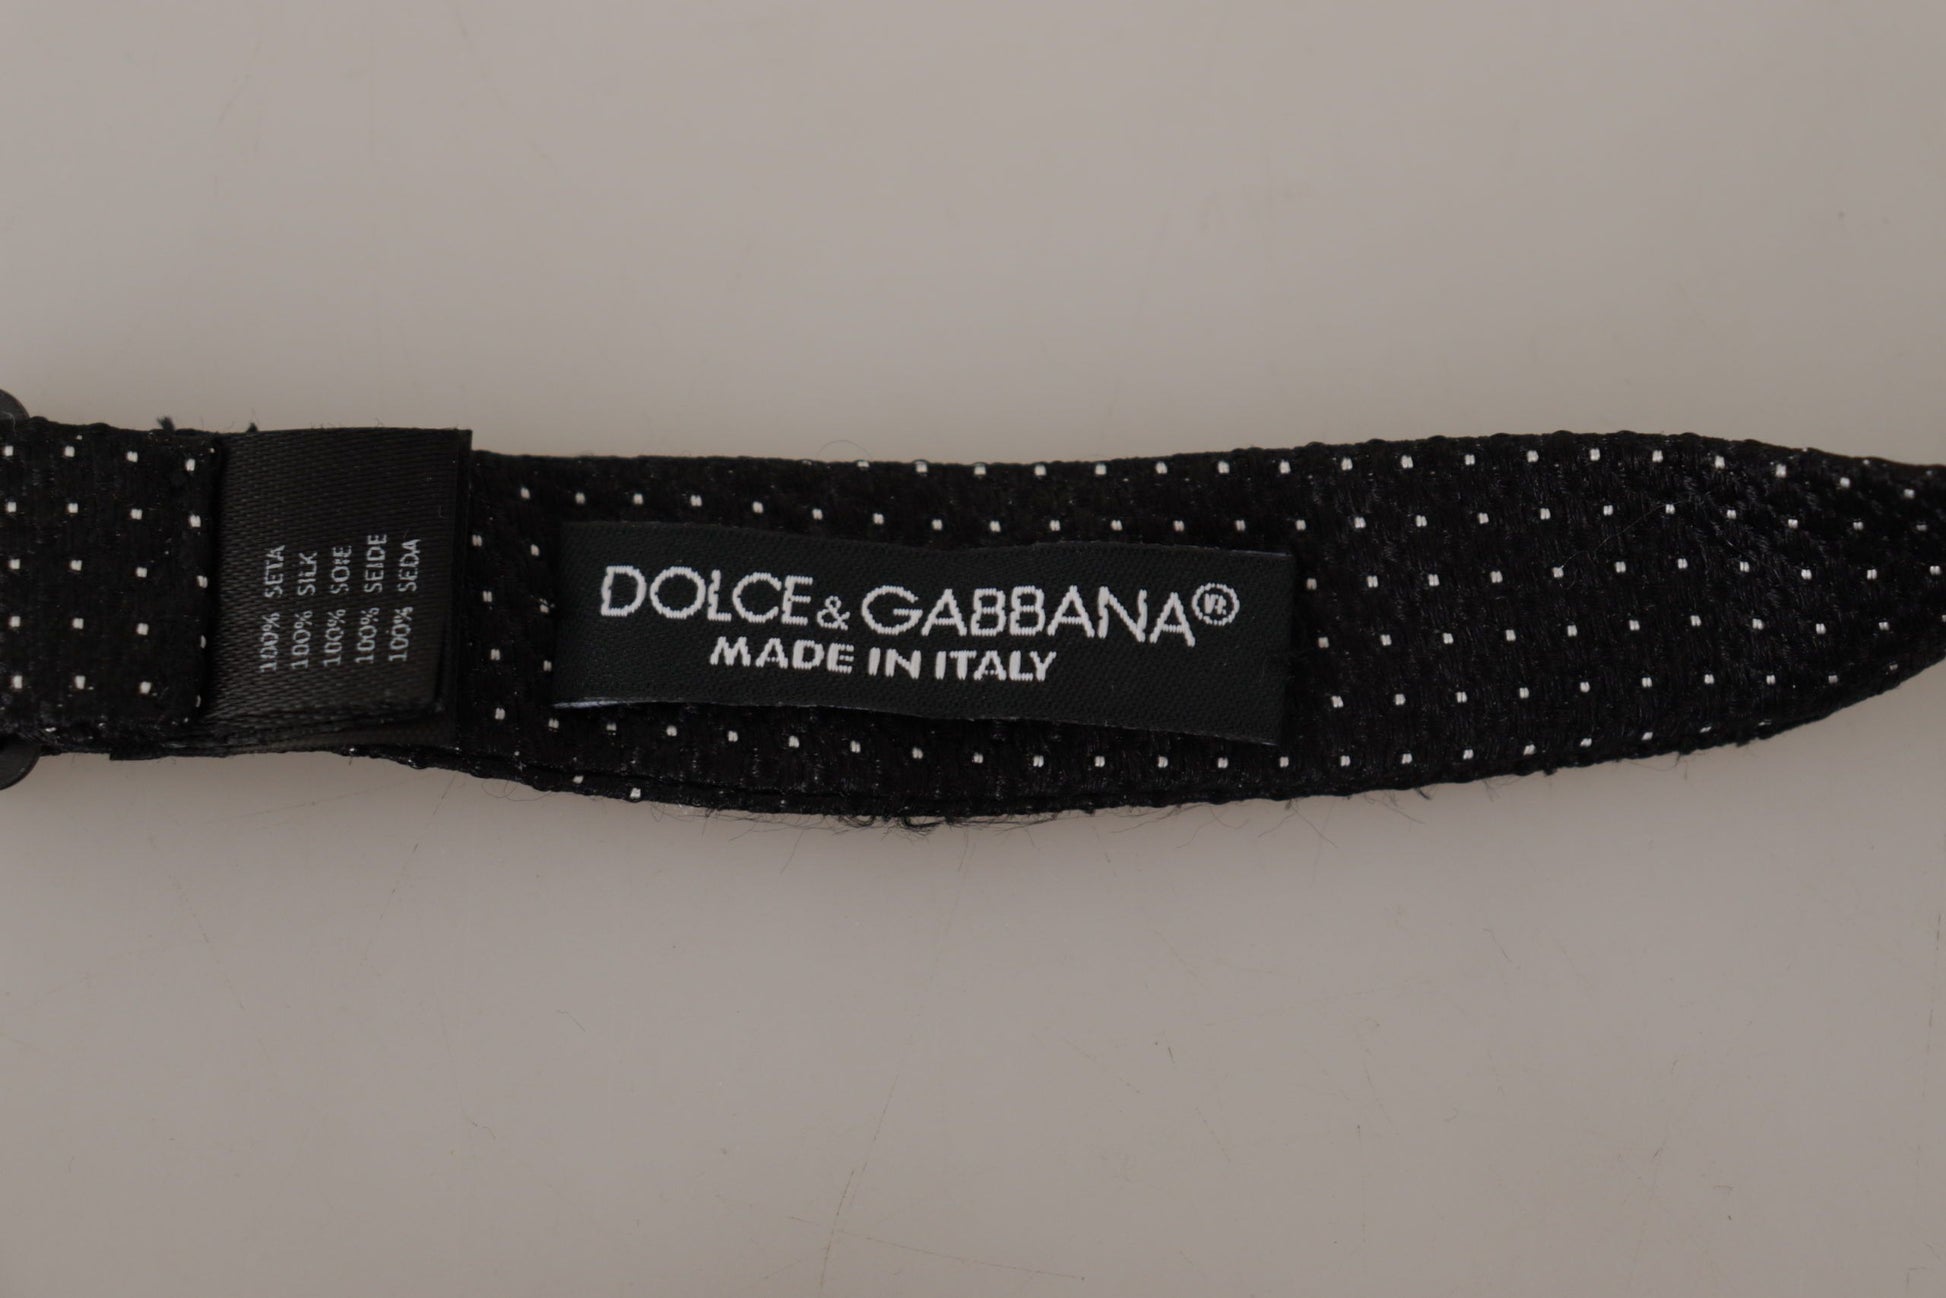 100% SETA
100% SILK
100% SOIE
100% SEIDE
100% SEDA
DOLCE & GABBANA®
MADE IN ITALY